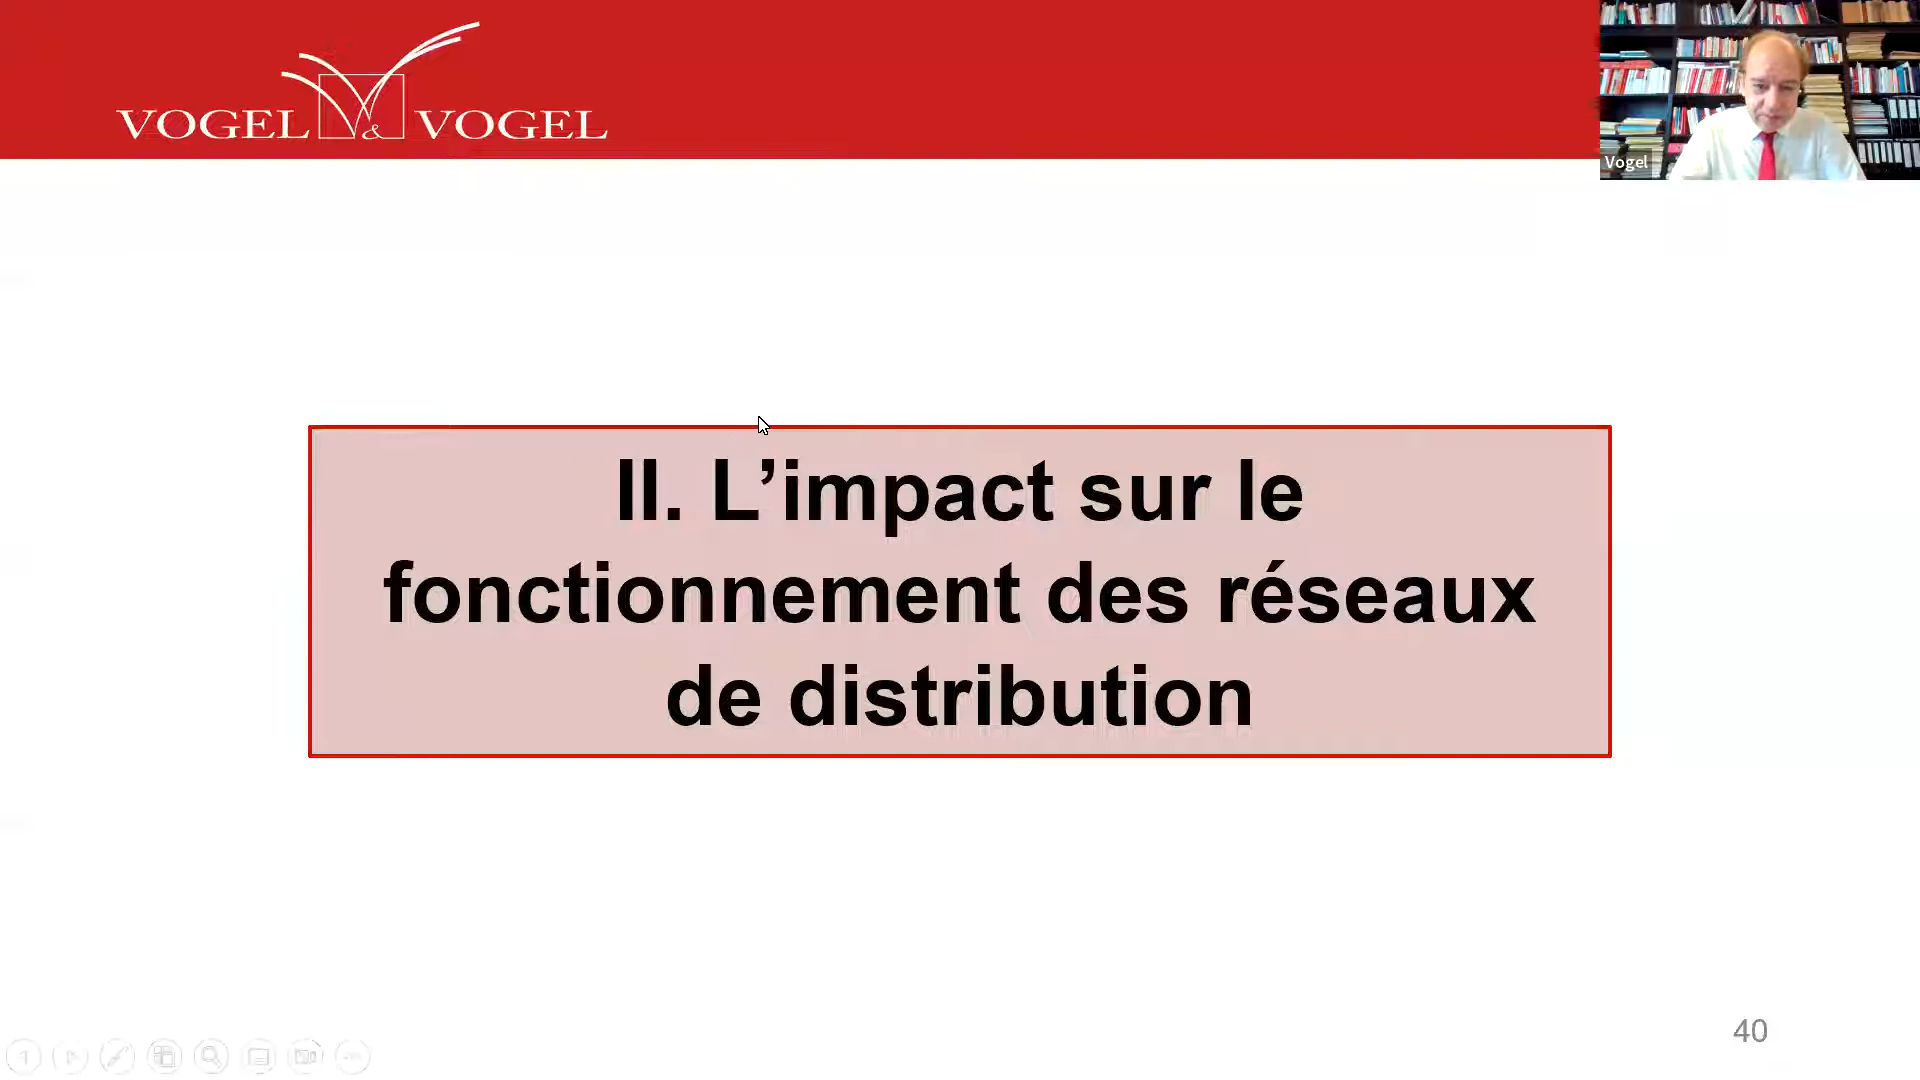 VOGEL & VOGEL
Vogel
II. L’impact sur le
fonctionnement des réseaux
de distribution
40